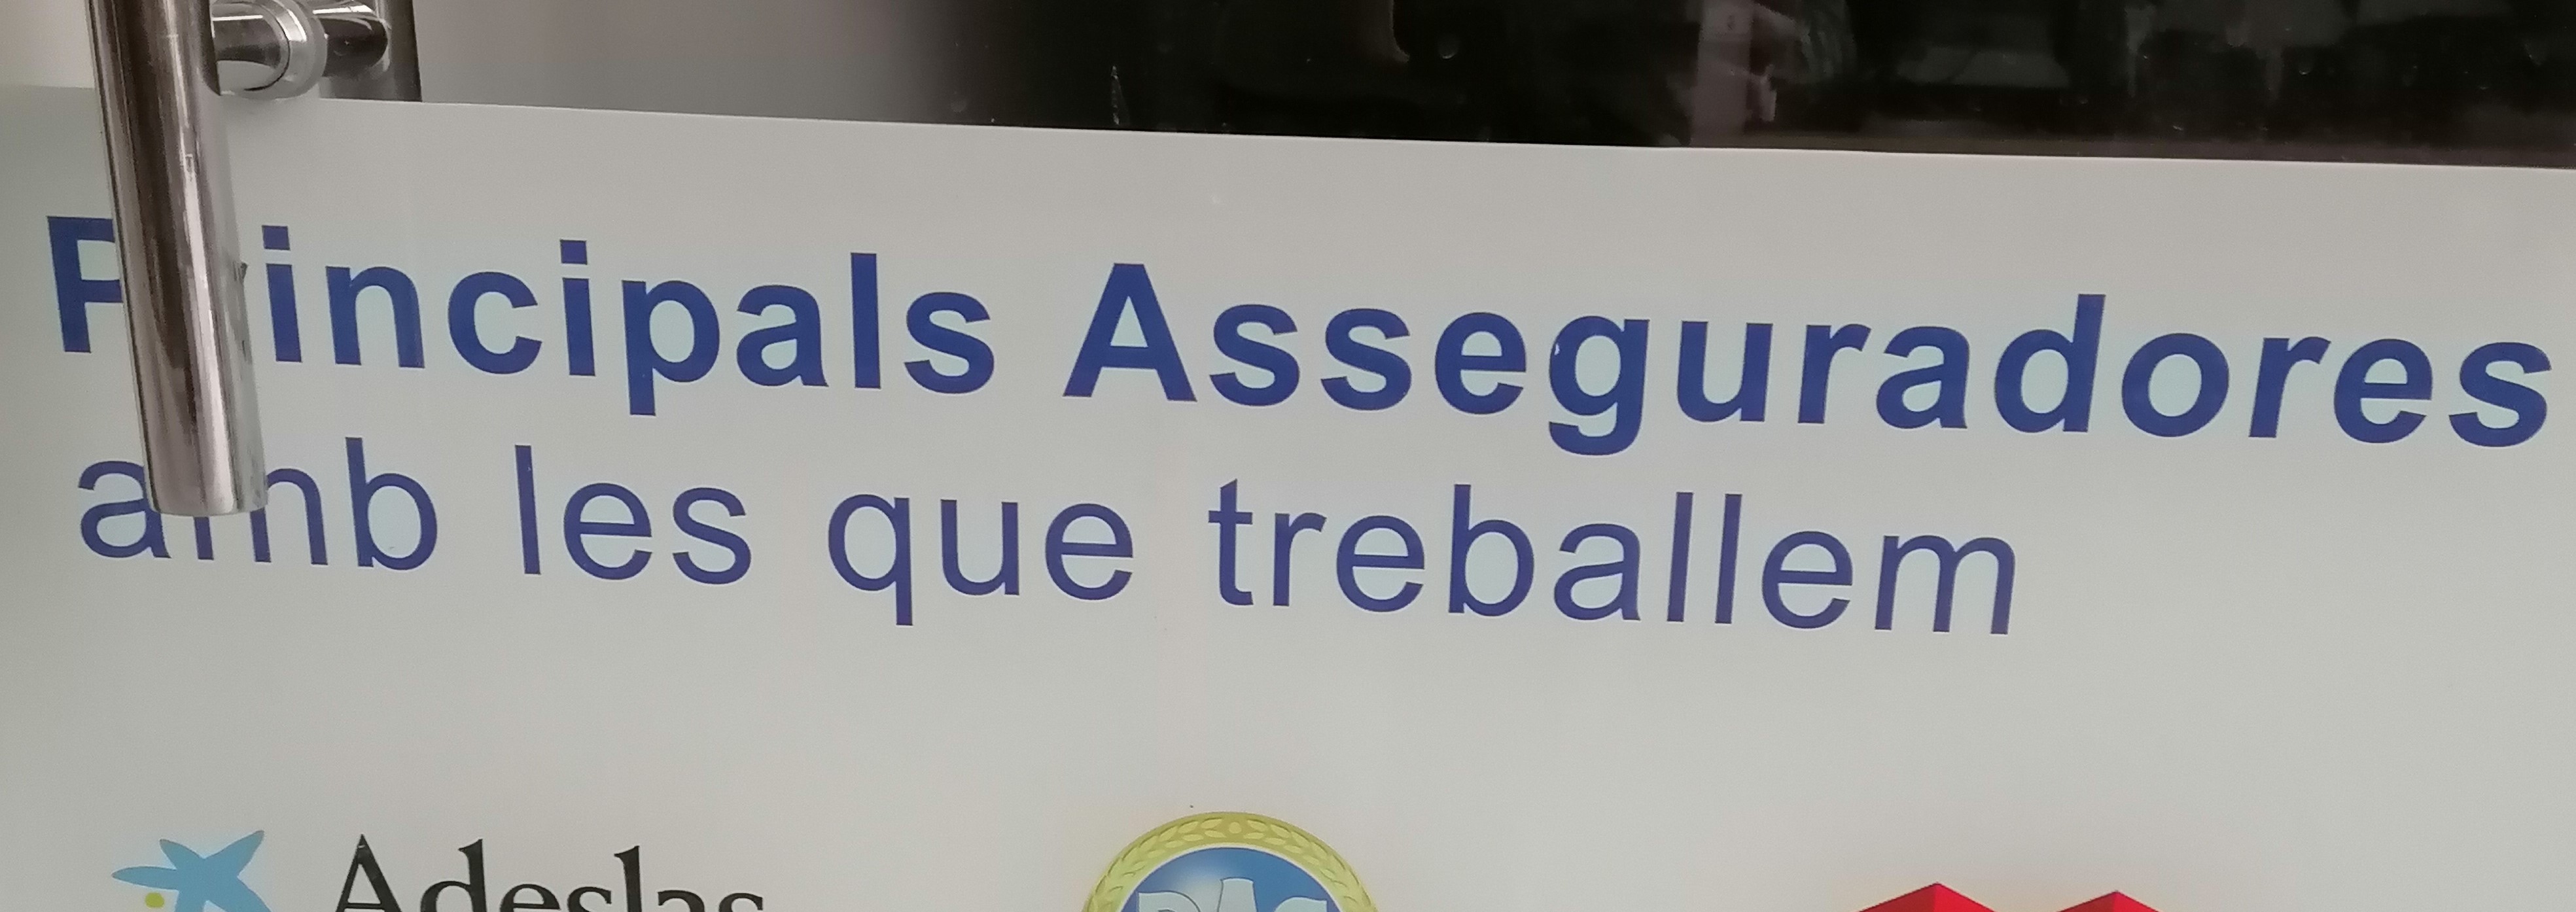 Principals Asseguradores
amb les que treballem
Adeslas